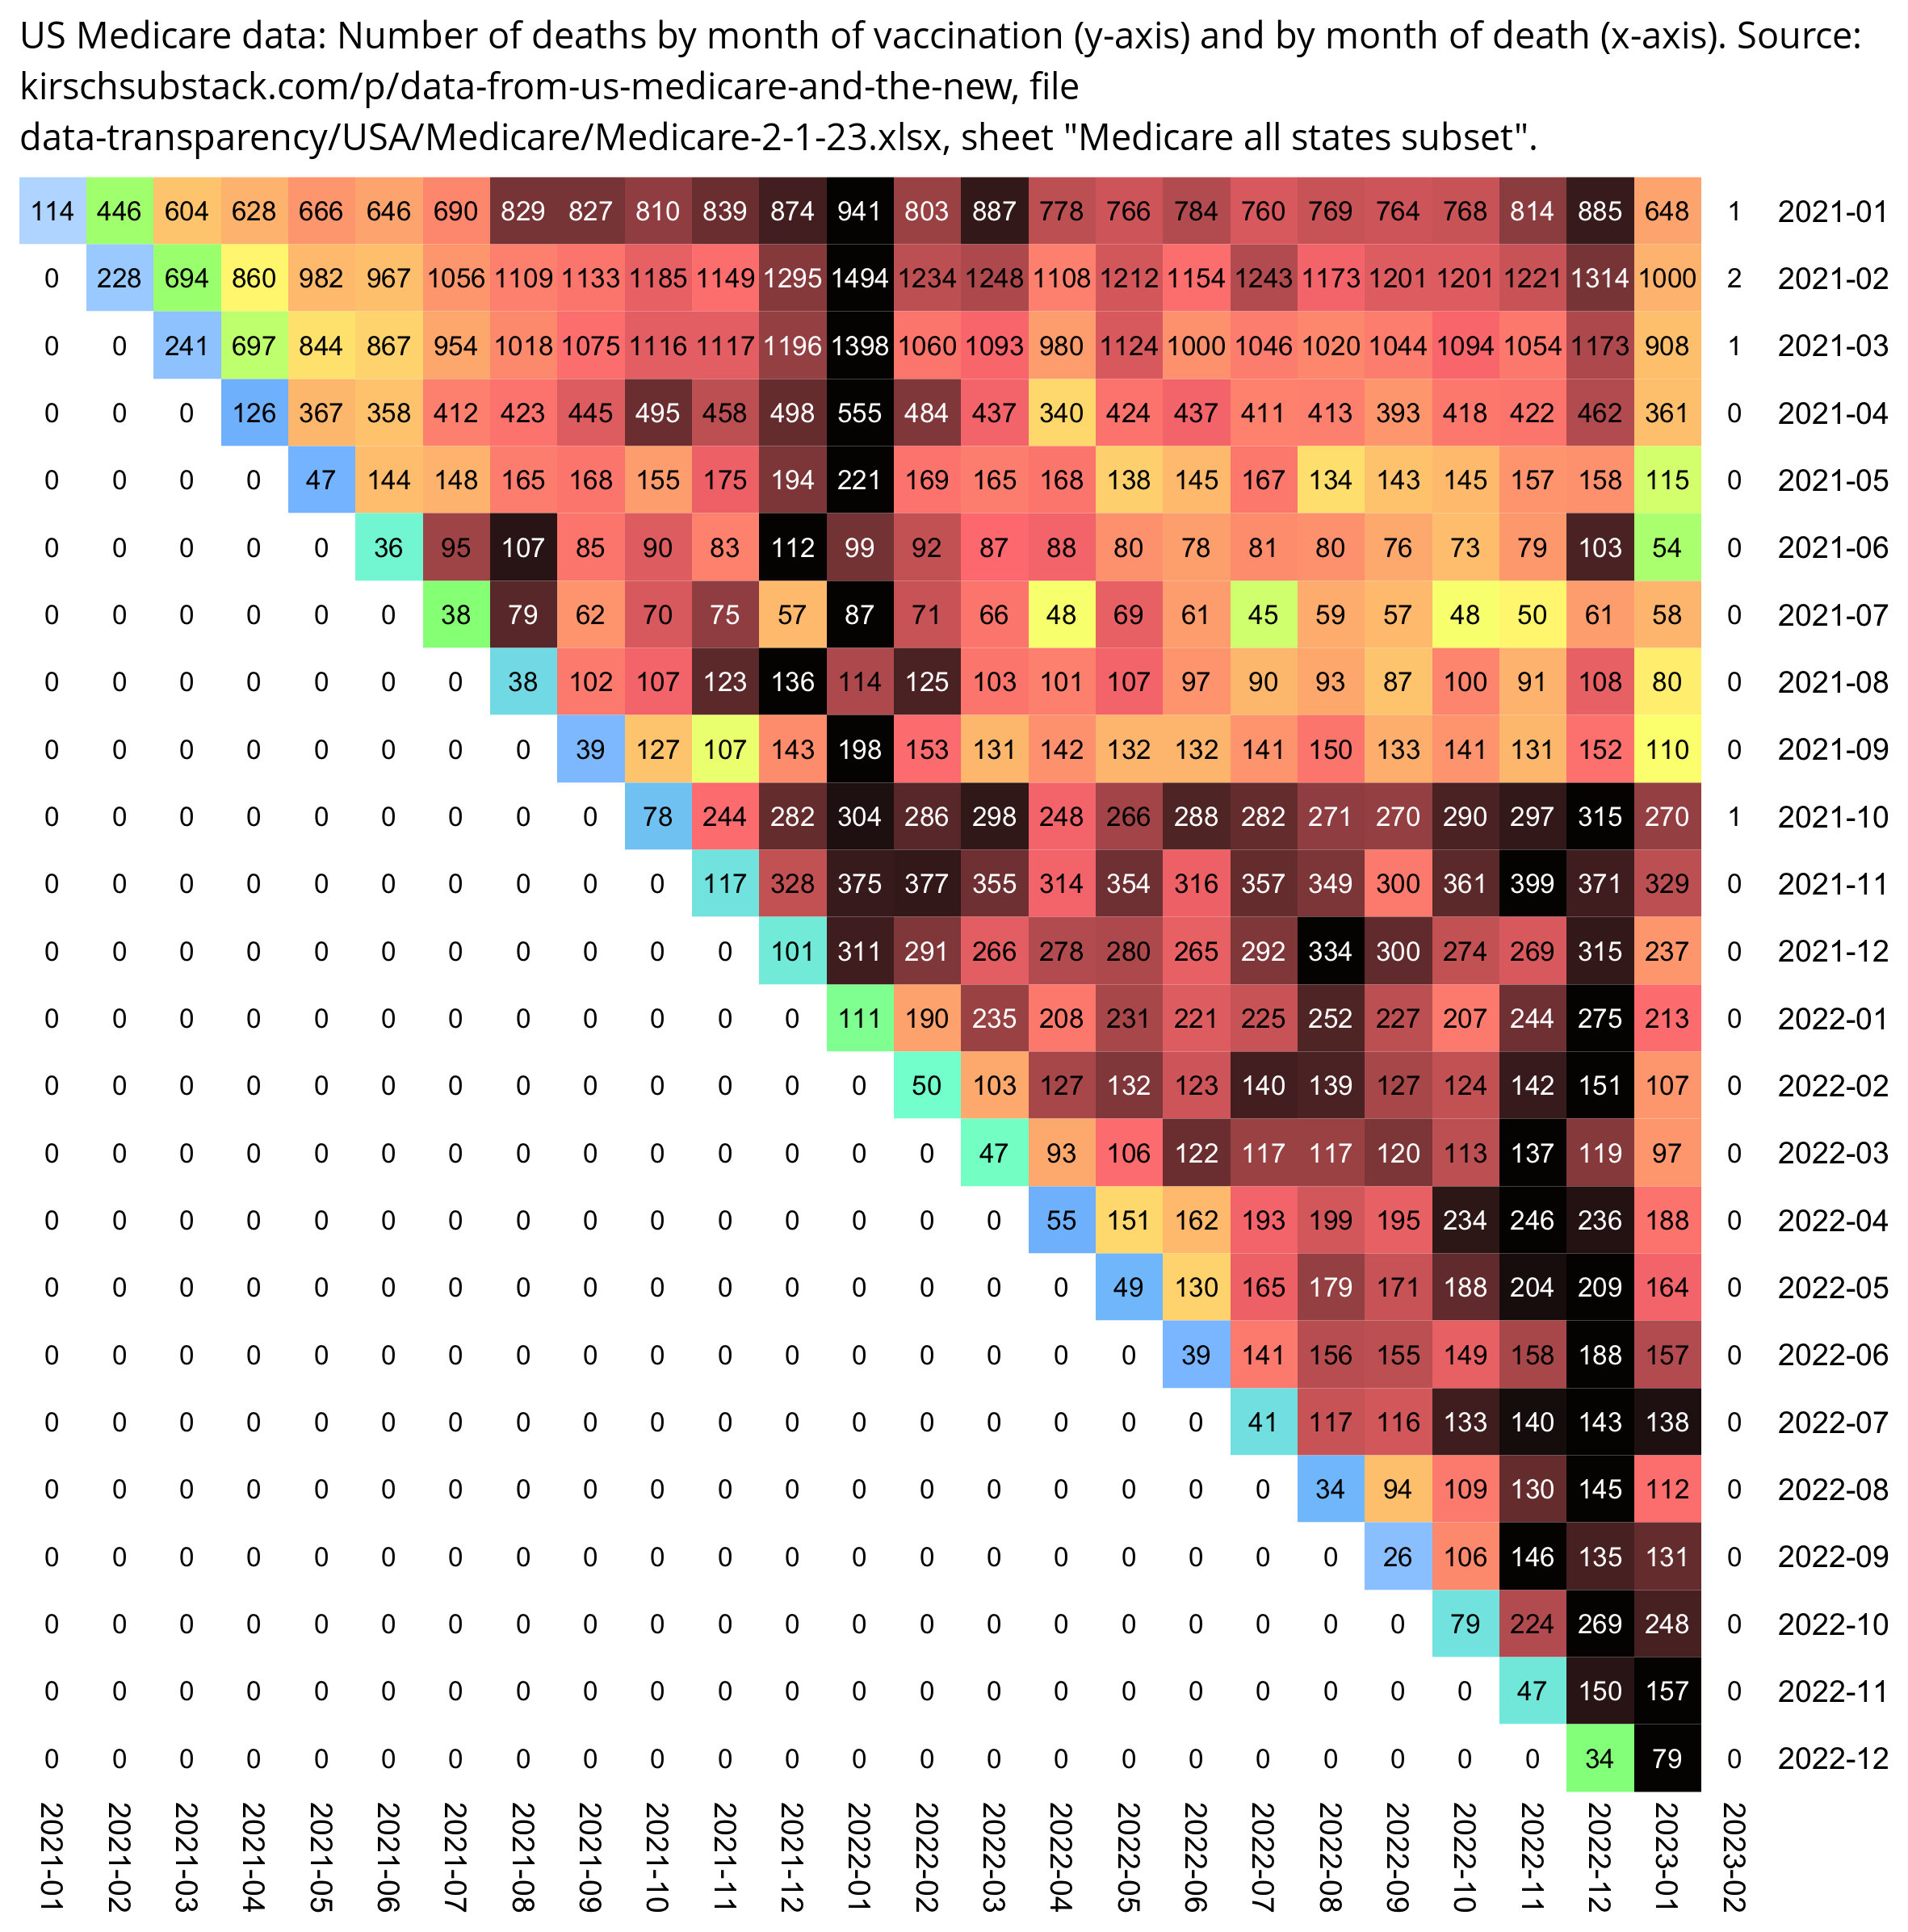 US Medicare data: Number of deaths by month of vaccination (y-axis) and by month of death (x-axis). Source:
kirschsubstack.com/p/data-from-us-medicare-and-the-new, file
data-transparency/USA/Medicare/Medicare-2-1-23.xlsx, sheet "Medicare all states subset".
114 446 604 628 666 646 690 829 827 810 839 874 941 803 887 778 766 784 760 769 764 768 814 885 648 1 2021-01
0 228 694 860 982 967 1056 1109 1133 1185 1149 1295 1494 1234 1248 1108 1212 1154 1243 1173 1201 1201 1221 1314 1000 2 2021-02
0 0 241 697 844 867 954 1018 1075 1116 1117 1196 1398 1060 1093 980 1124 1000 1046 1020 1044 1094 1054 1173 908 1 2021-03
0 0 0 126 367 358 412 423 445 495 458 498 555 484 437 340 424 437 411 413 393 418 422 462 361 0 2021-04
0 0 0 0 47 144 148 165 168 155 175 194 221 169 165 168 138 145 167 134 143 145 157 158 115 0 2021-05
0 0 0 0 0 36 95 107 85 90 83 112 99 92 87 88 80 78 81 80 76 73 79 103 54 0 2021-06
0 0 0 0 0 0 38 79 62 70 75 57 87 71 66 48 69 61 45 59 57 48 50 61 58 0 2021-07
0 0 0 0 0 0 0 38 102 107 123 136 114 125 103 101 107 97 90 93 87 100 91 108 80 0 2021-08
0 0 0 0 0 0 0 0 39 127 107 143 198 153 131 142 132 132 141 150 133 141 131 152 110 0 2021-09
0 0 0 0 0 0 0 0 0 78 244 282 304 286 298 248 266 288 282 271 270 290 297 315 270 1 2021-10
0 0 0 0 0 0 0 0 0 0 117 328 375 377 355 314 354 316 357 349 300 361 399 371 329 0 2021-11
0 0 0 0 0 0 0 0 0 0 0 101 311 291 266 278 280 265 292 334 300 274 269 315 237 0 2021-12
0 0 0 0 0 0 0 0 0 0 0 0 111 190 235 208 231 221 225 252 227 207 244 275 213 0 2022-01
0 0 0 0 0 0 0 0 0 0 0 0 0 50 103 127 132 123 140 139 127 124 142 151 107 0 2022-02
0 0 0 0 0 0 0 0 0 0 0 0 0 0 47 93 106 122 117 117 120 113 137 119 97 0 2022-03
0 0 0 0 0 0 0 0 0 0 0 0 0 0 0 55 151 162 193 199 195 234 246 236 188 0 2022-04
0 0 0 0 0 0 0 0 0 0 0 0 0 0 0 0 49 130 165 179 171 188 204 209 164 0 2022-05
0 0 0 0 0 0 0 0 0 0 0 0 0 0 0 0 0 39 141 156 155 149 158 188 157 0 2022-06
0 0 0 0 0 0 0 0 0 0 0 0 0 0 0 0 0 0 41 117 116 133 140 143 138 0 2022-07
0 0 0 0 0 0 0 0 0 0 0 0 0 0 0 0 0 0 0 34 94 109 130 145 112 0 2022-08
0 0 0 0 0 0 0 0 0 0 0 0 0 0 0 0 0 0 0 0 26 106 146 135 131 0 2022-09
0 0 0 0 0 0 0 0 0 0 0 0 0 0 0 0 0 0 0 0 0 79 224 269 248 0 2022-10
0 0 0 0 0 0 0 0 0 0 0 0 0 0 0 0 0 0 0 0 0 0 47 150 157 0 2022-11
0 0 0 0 0 0 0 0 0 0 0 0 0 0 0 0 0 0 0 0 0 0 0 34 79 0 2022-12
2021-01 2021-02 2021-03 2021-04 2021-05 2021-06 2021-07 2021-08 2021-09 2021-10 2021-11 2021-12 2022-01 2022-02 2022-03 2022-04 2022-05 2022-06 2022-07 2022-08 2022-09 2022-10 2022-11 2022-12 2023-01 2023-02